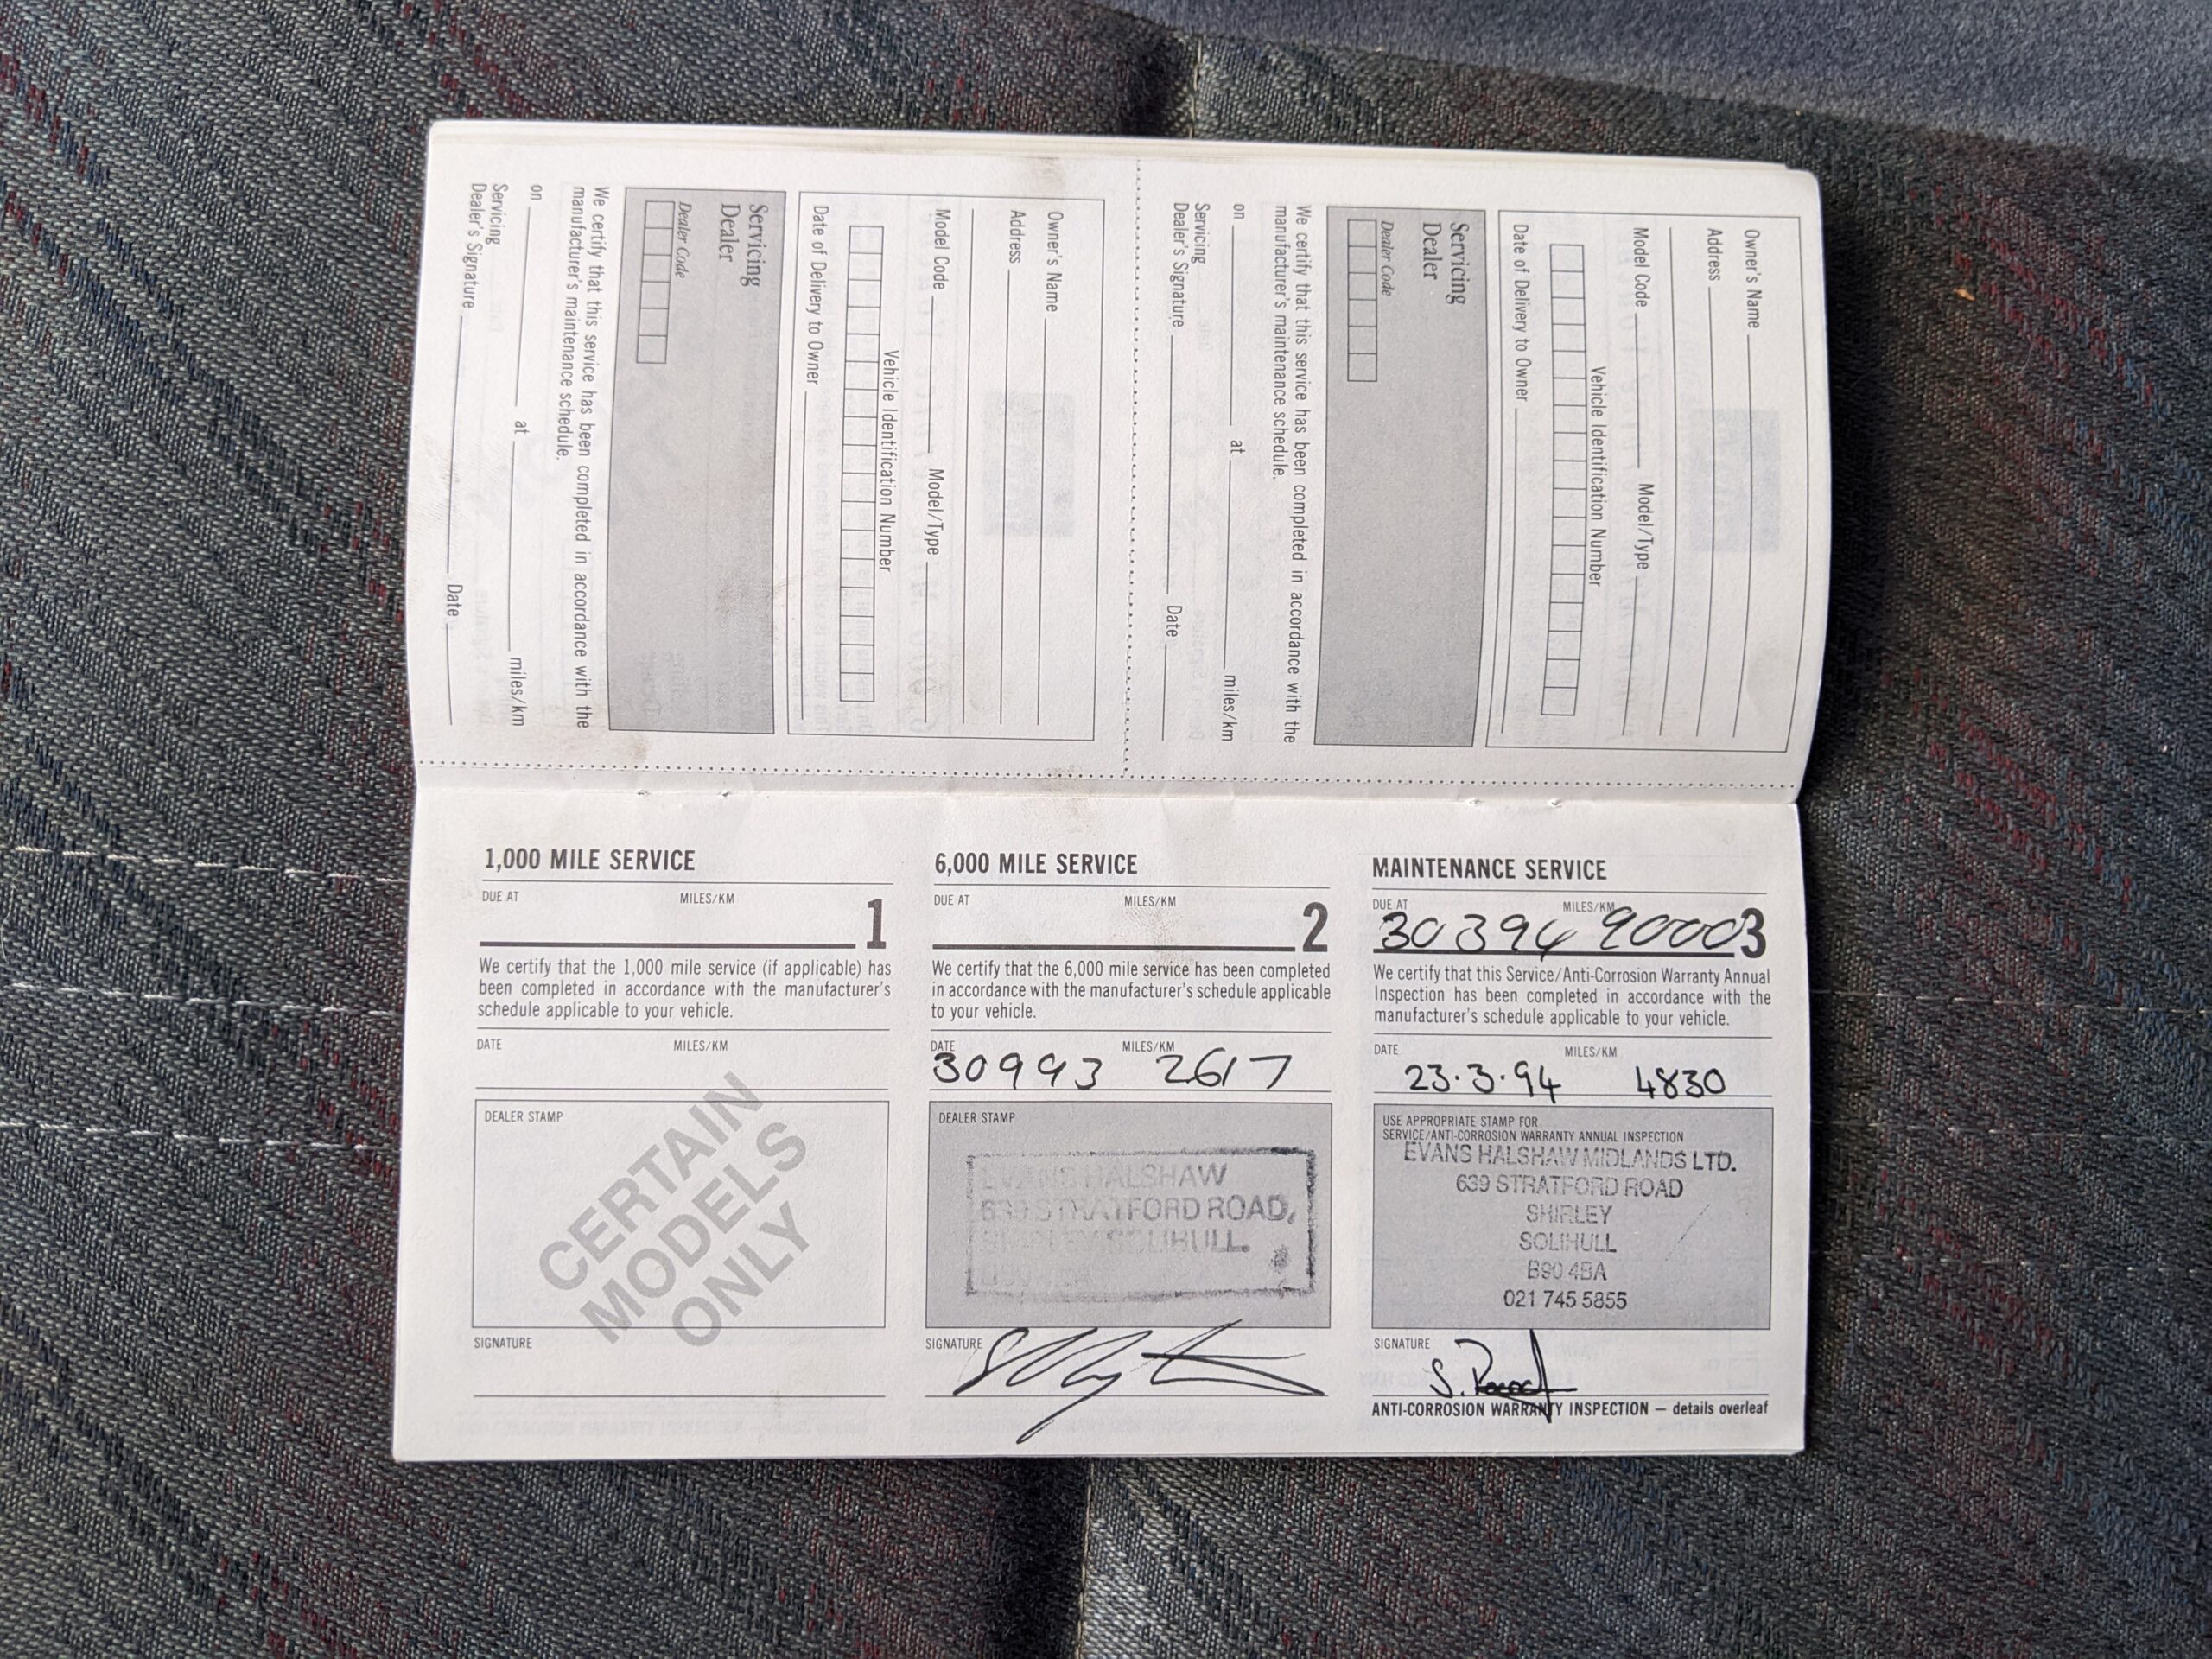 Owner's Name
Address
Model Code Model/Type
Vehicle Identification Number
Date of Delivery to Owner
Servicing
Dealer
Dealer Code
We certify that this service has been completed in accordance with the
manufacturer's maintenance schedule.
on at miles/km
Servicing
Dealer's Signature Date
Owner's Name
Address
Model Code Model/Type
Vehicle Identification Number
Date of Delivery to Owner
Servicing
Dealer
Dealer Code
We certify that this service has been completed in accordance with the
manufacturer's maintenance schedule.
on at miles/km
Servicing
Dealer's Signature Date
1,000 MILE SERVICE
DUE AT MILES/KM
1
We certify that the 1,000 mile service (if applicable) has
been completed in accordance with the manufacturer's
schedule applicable to your vehicle.
DATE MILES/KM
DEALER STAMP
CERTAIN
MODELS
ONLY
SIGNATURE
6,000 MILE SERVICE
DUE AT MILES/KM
2
We certify that the 6,000 mile service has been completed
in accordance with the manufacturer's schedule applicable
to your vehicle.
DATE MILES/KM
30993 2617
DEALER STAMP
EVANS HALSHAW
639 STRATFORD ROAD,
SHIRLEY SOLIHULL.
SIGNATURE
MAINTENANCE SERVICE
DUE AT MILES/KM
30394 9000 3
We certify that this Service/Anti-Corrosion Warranty Annual
Inspection has been completed in accordance with the
manufacturer's schedule applicable to your vehicle.
DATE MILES/KM
23.3.94 4830
USE APPROPRIATE STAMP FOR
SERVICE/ANTI-CORROSION WARRANTY ANNUAL INSPECTION
EVANS HALSHAW MIDLANDS LTD.
639 STRATFORD ROAD
SHIRLEY
SOLIHULL
B90 4BA
021 745 5855
SIGNATURE
S.
ANTI-CORROSION WARRANTY INSPECTION — details overleaf